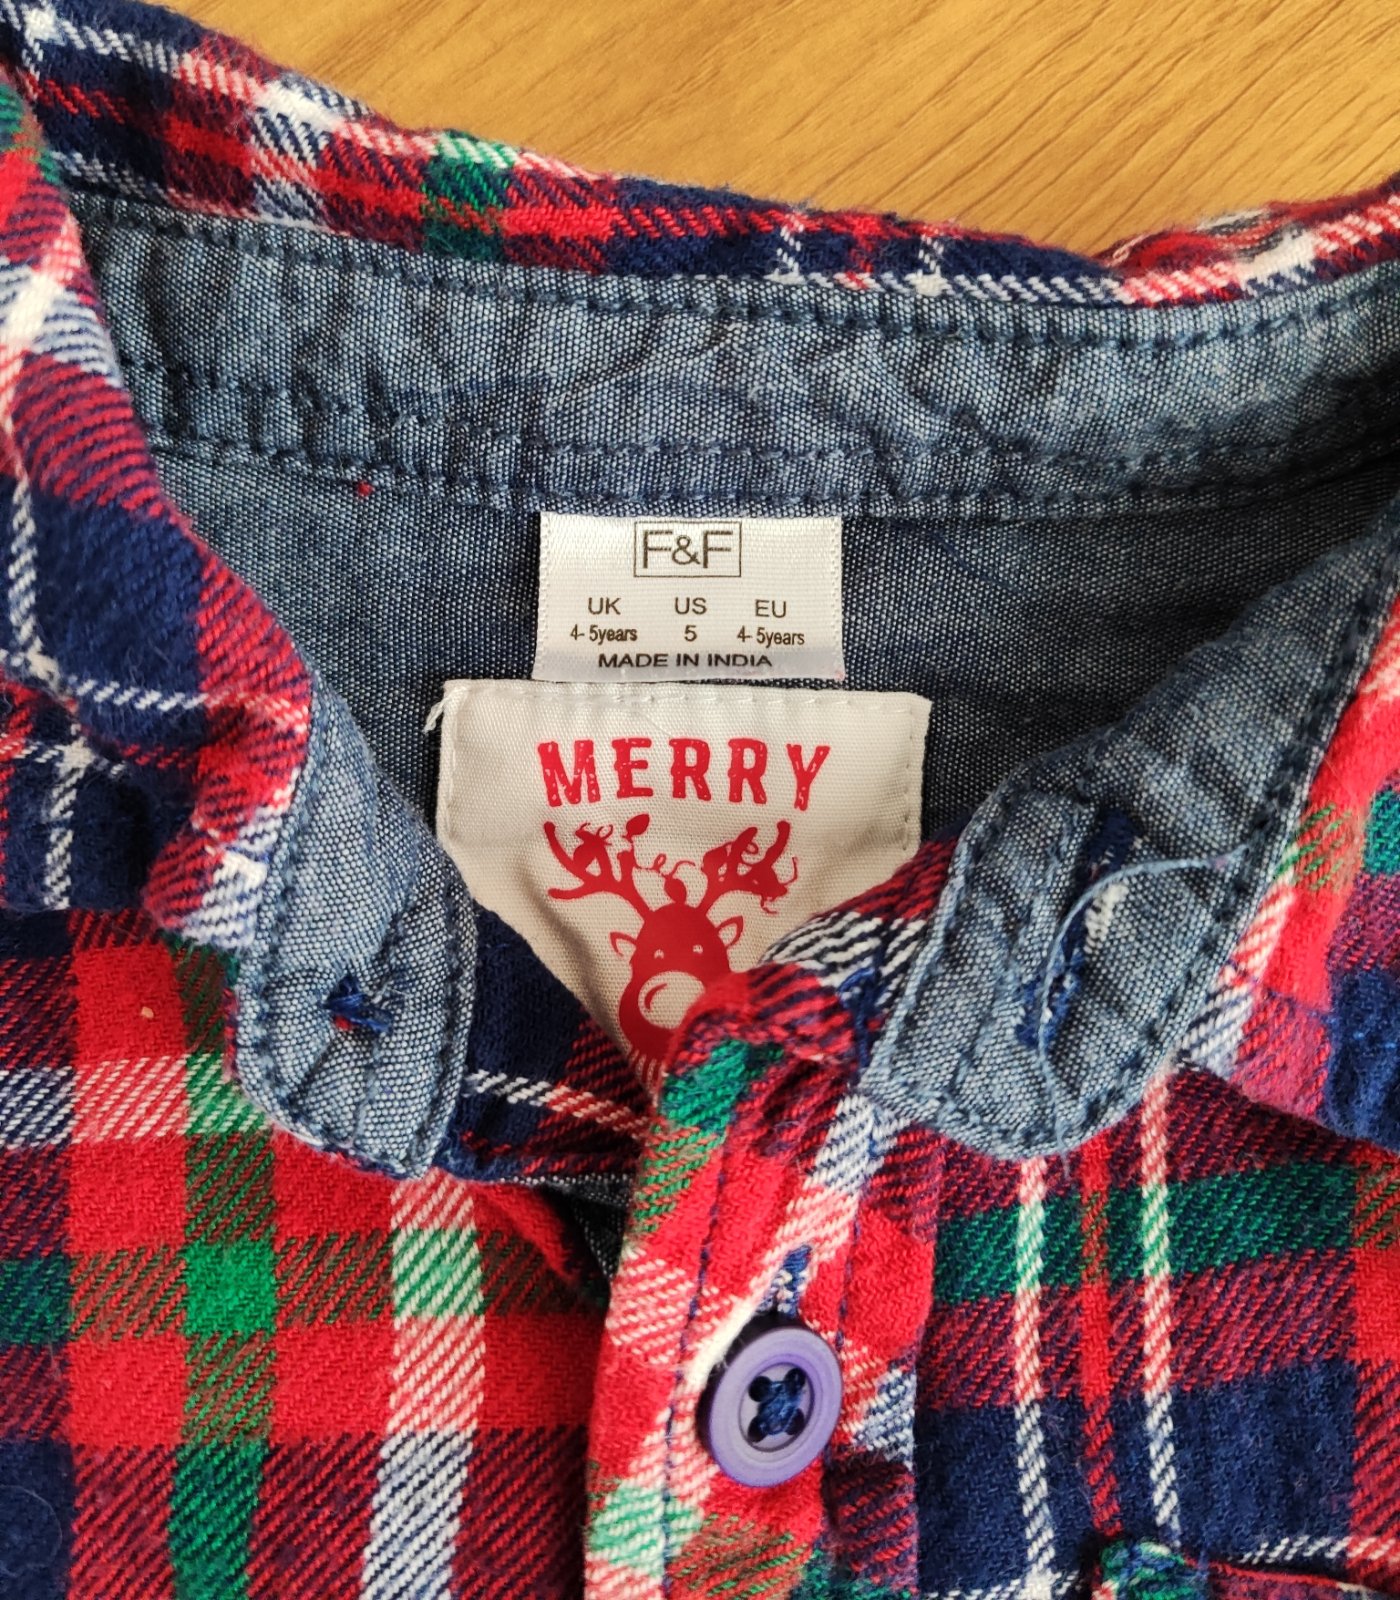 F&F
UK US EU
4-5years 5 4-5years
MADE IN INDIA
MERRY